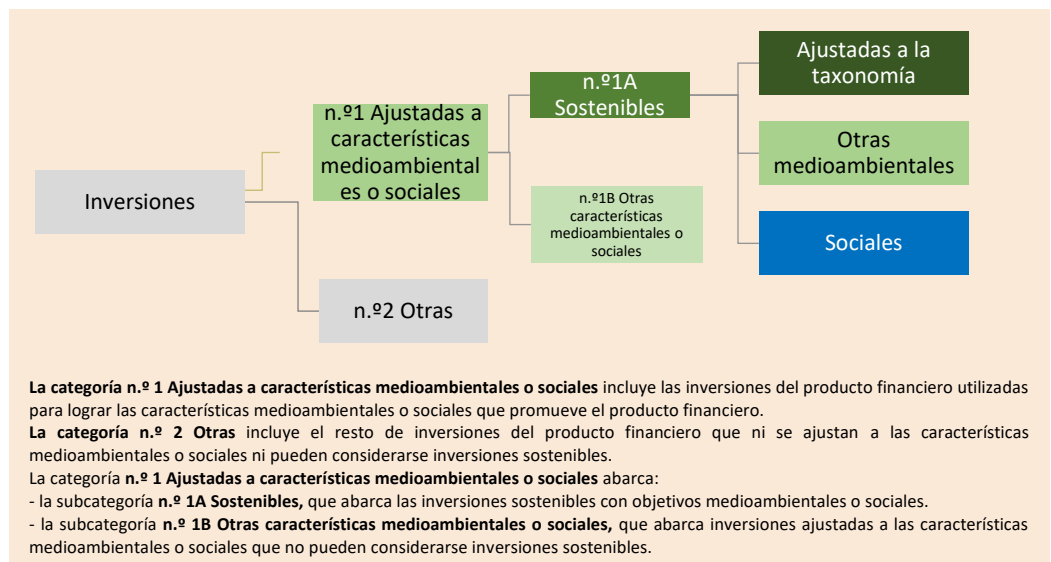 Inversiones
n.º1 Ajustadas a
características
medioambiental
es o sociales
n.º2 Otras
n.º1A
Sostenibles
n.º1B Otras
características
medioambientales o
sociales
Ajustadas a la
taxonomía
Otras
medioambientales
Sociales
La categoría n.º 1 Ajustadas a características medioambientales o sociales incluye las inversiones del producto financiero utilizadas
para lograr las características medioambientales o sociales que promueve el producto financiero.
La categoría n.º 2 Otras incluye el resto de inversiones del producto financiero que ni se ajustan a las características
medioambientales o sociales ni pueden considerarse inversiones sostenibles.
La categoría n.º 1 Ajustadas a características medioambientales o sociales abarca:
- la subcategoría n.º 1A Sostenibles, que abarca las inversiones sostenibles con objetivos medioambientales o sociales.
- la subcategoría n.º 1B Otras características medioambientales o sociales, que abarca inversiones ajustadas a las características
medioambientales o sociales que no pueden considerarse inversiones sostenibles.